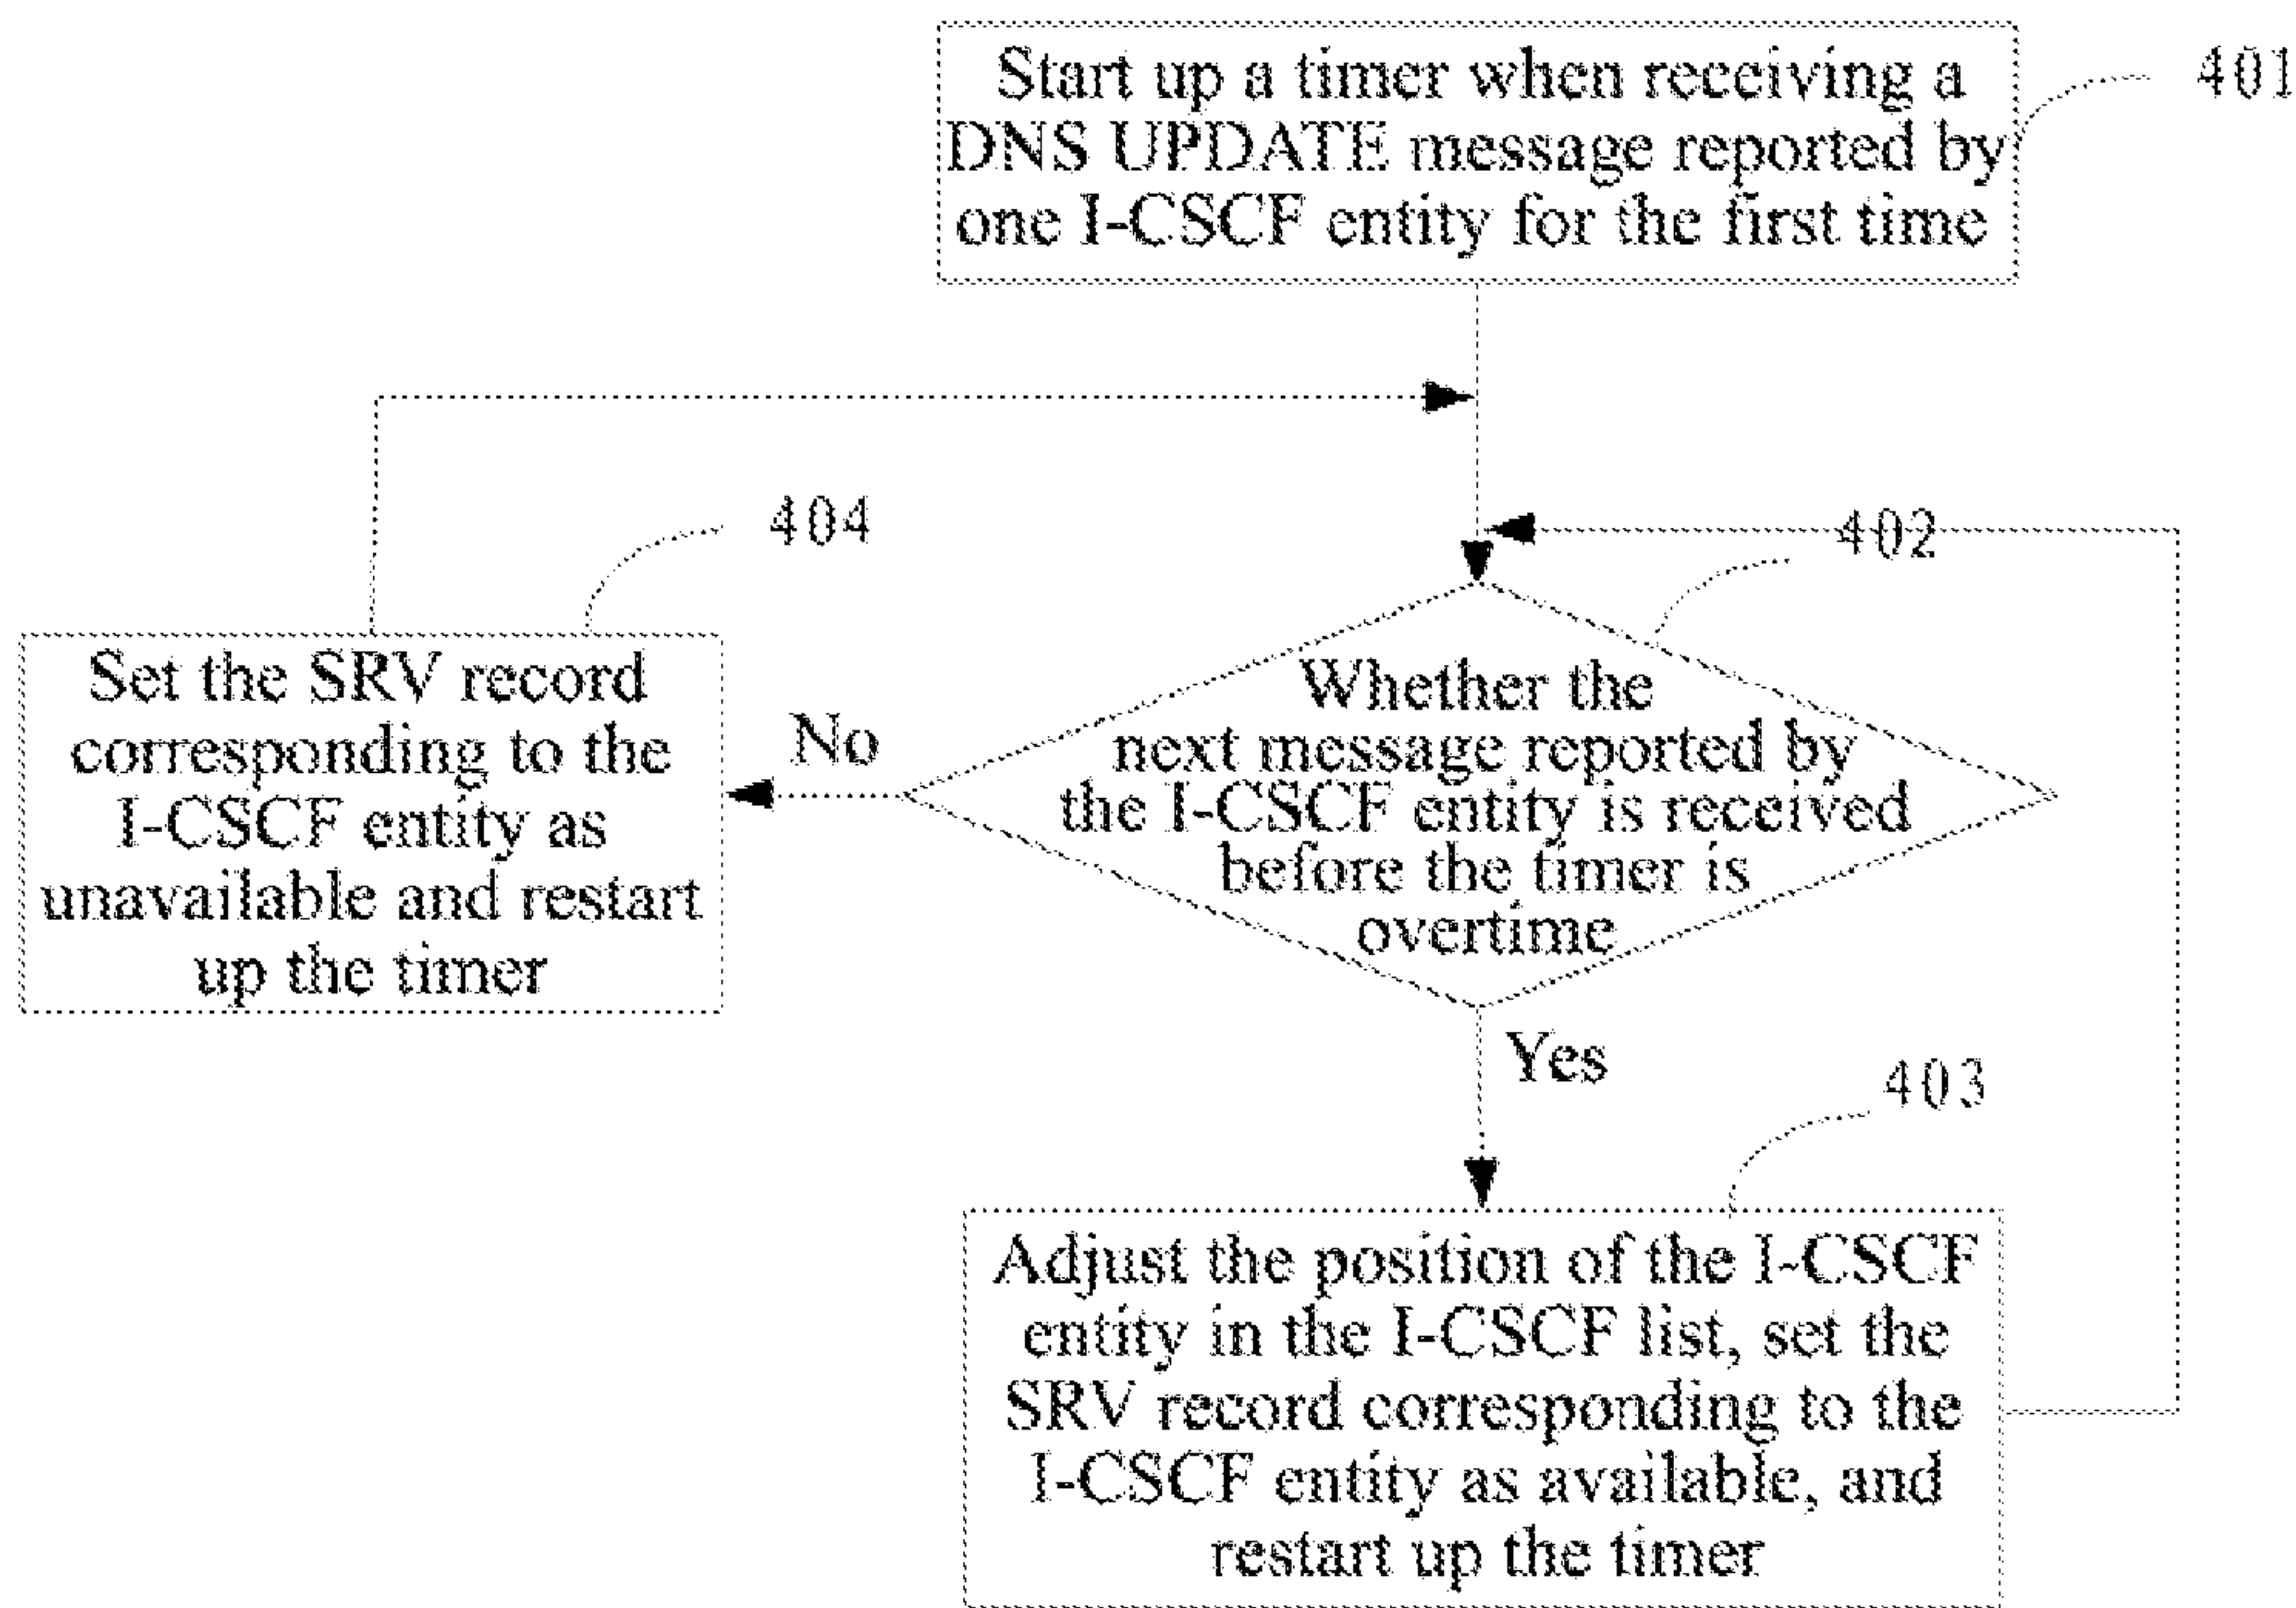 Start up a timer when receiving a
DNS UPDATE message reported by
one I-CSCF entity for the first time
401
404
402
Set the SRV record
corresponding to the
I-CSCF entity as
unavailable and restart
up the timer
No
Whether the
next message reported by
the I-CSCF entity is received
before the timer is
overtime
Yes
403
Adjust the position of the I-CSCF
entity in the I-CSCF list, set the
SRV record corresponding to the
I-CSCF entity as available, and
restart up the timer